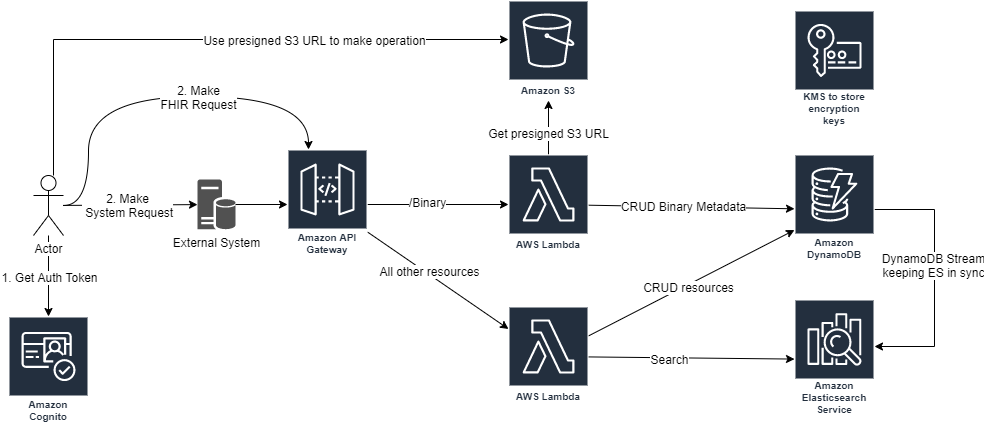 Use presigned S3 URL to make operation
Amazon S3
KMS to store
encryption
keys
2. Make
FHIR Request
Get presigned S3 URL
2. Make
System Request
External System
Amazon API
Gateway
/Binary
AWS Lambda
CRUD Binary Metadata
Amazon
DynamoDB
DynamoDB Stream
keeping ES in sync
Actor
1. Get Auth Token
Amazon
Cognito
All other resources
CRUD resources
AWS Lambda
Search
Amazon
Elasticsearch
Service